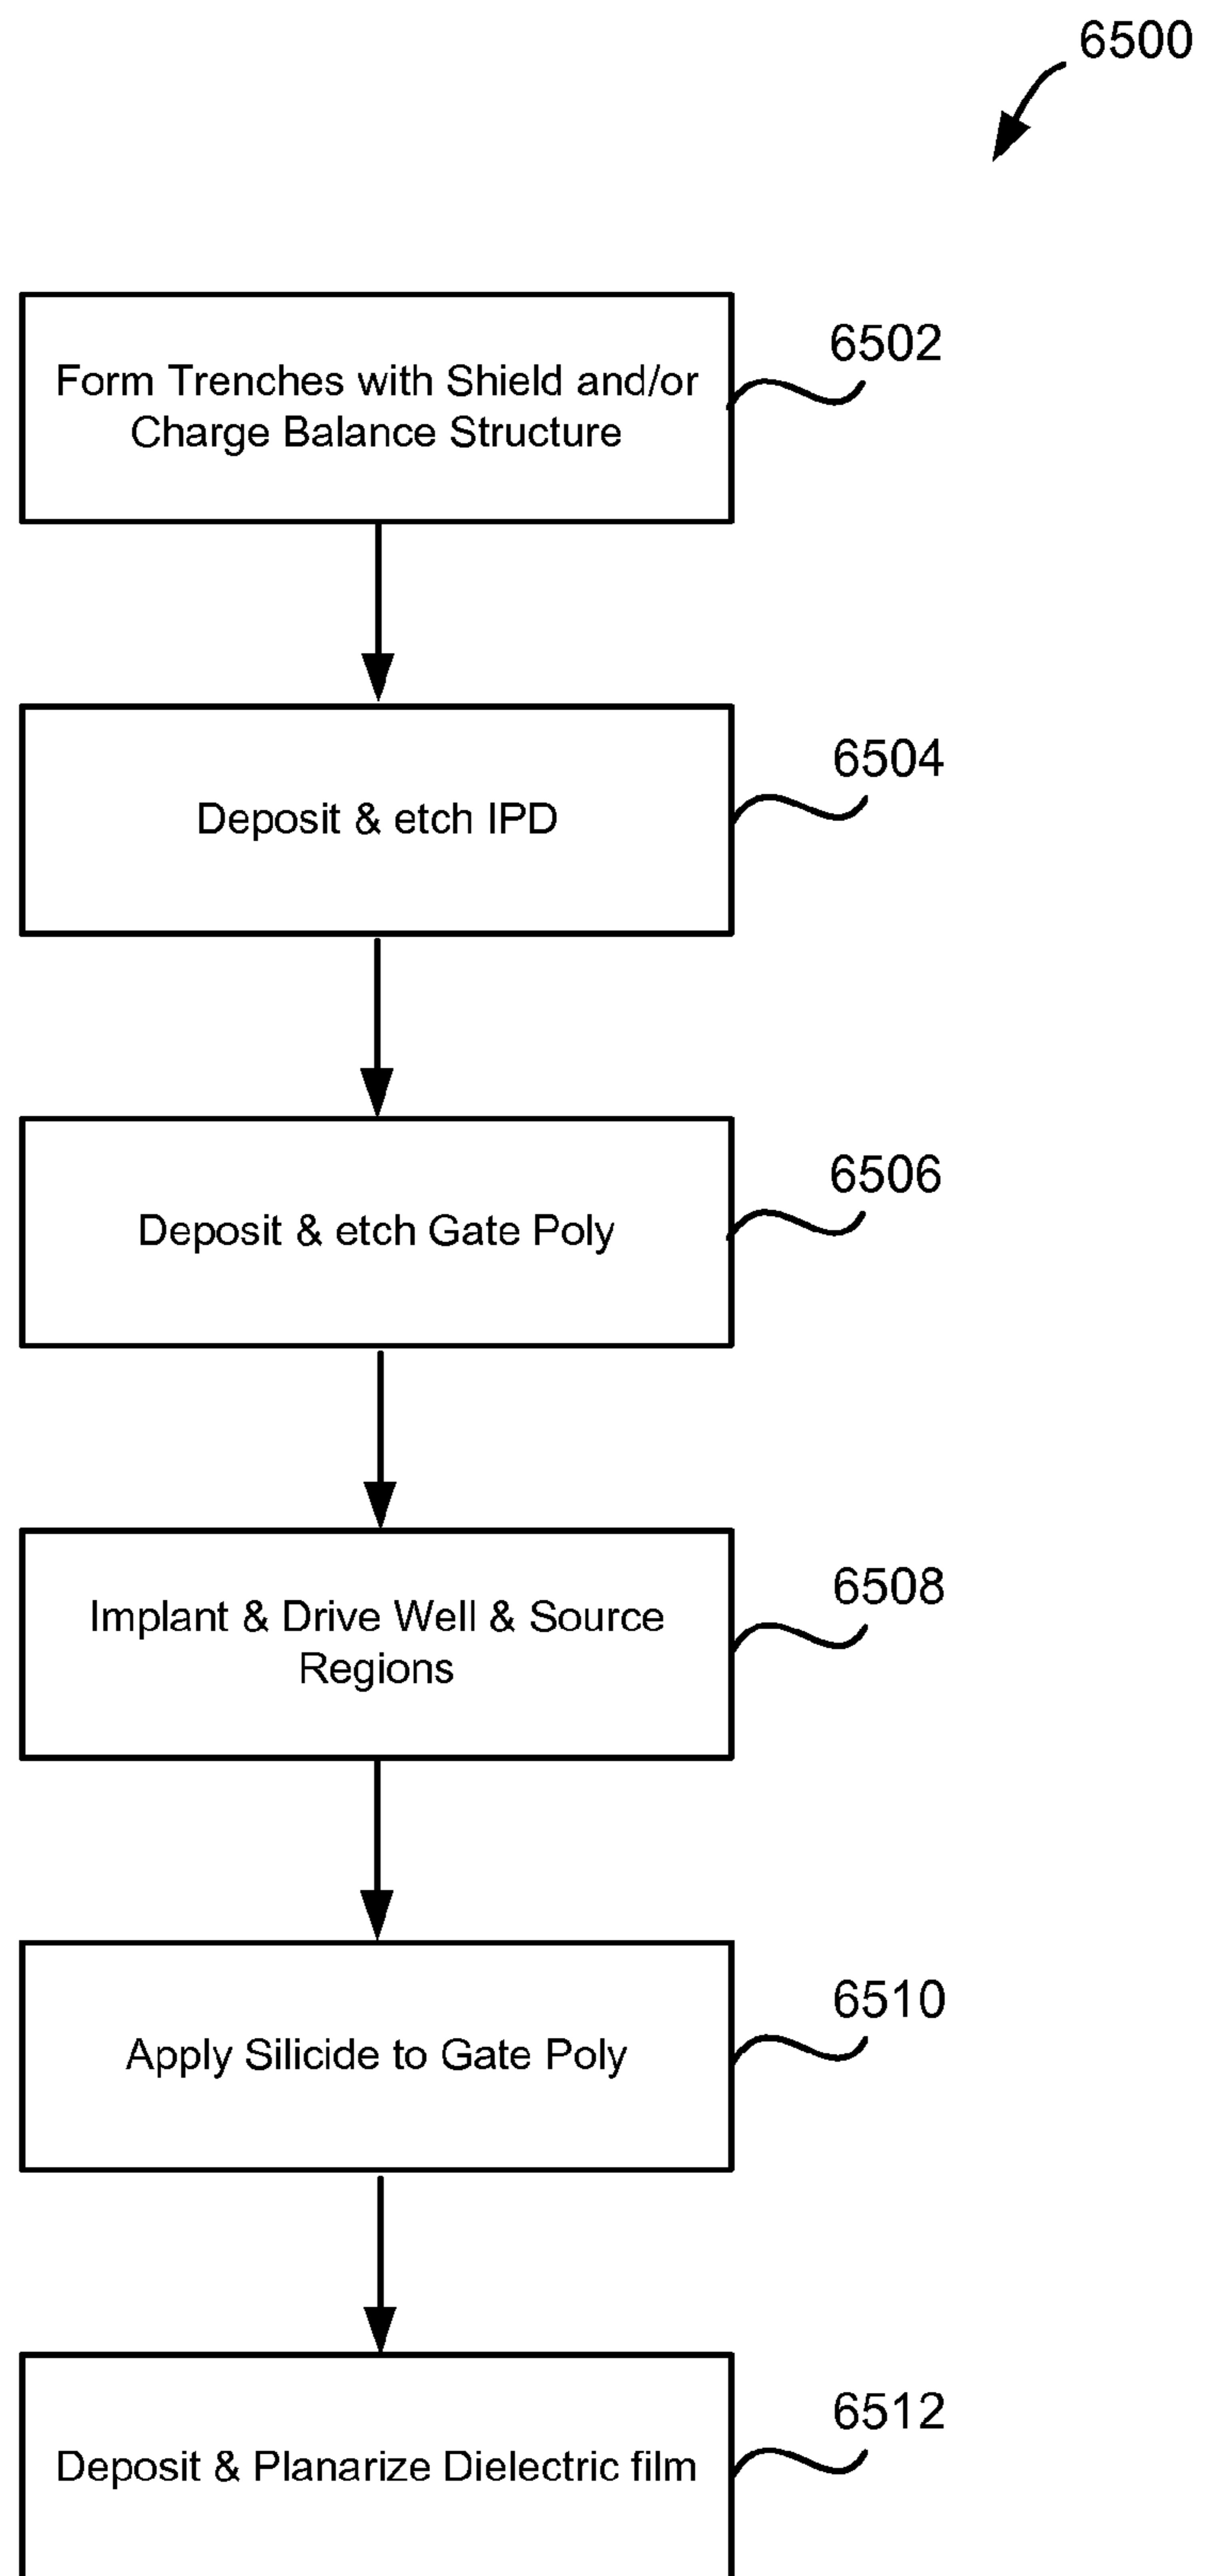 6500
6502
Form Trenches with Shield and/or
Charge Balance Structure
6504
Deposit & etch IPD
6506
Deposit & etch Gate Poly
6508
Implant & Drive Well & Source
Regions
6510
Apply Silicide to Gate Poly
6512
Deposit & Planarize Dielectric film